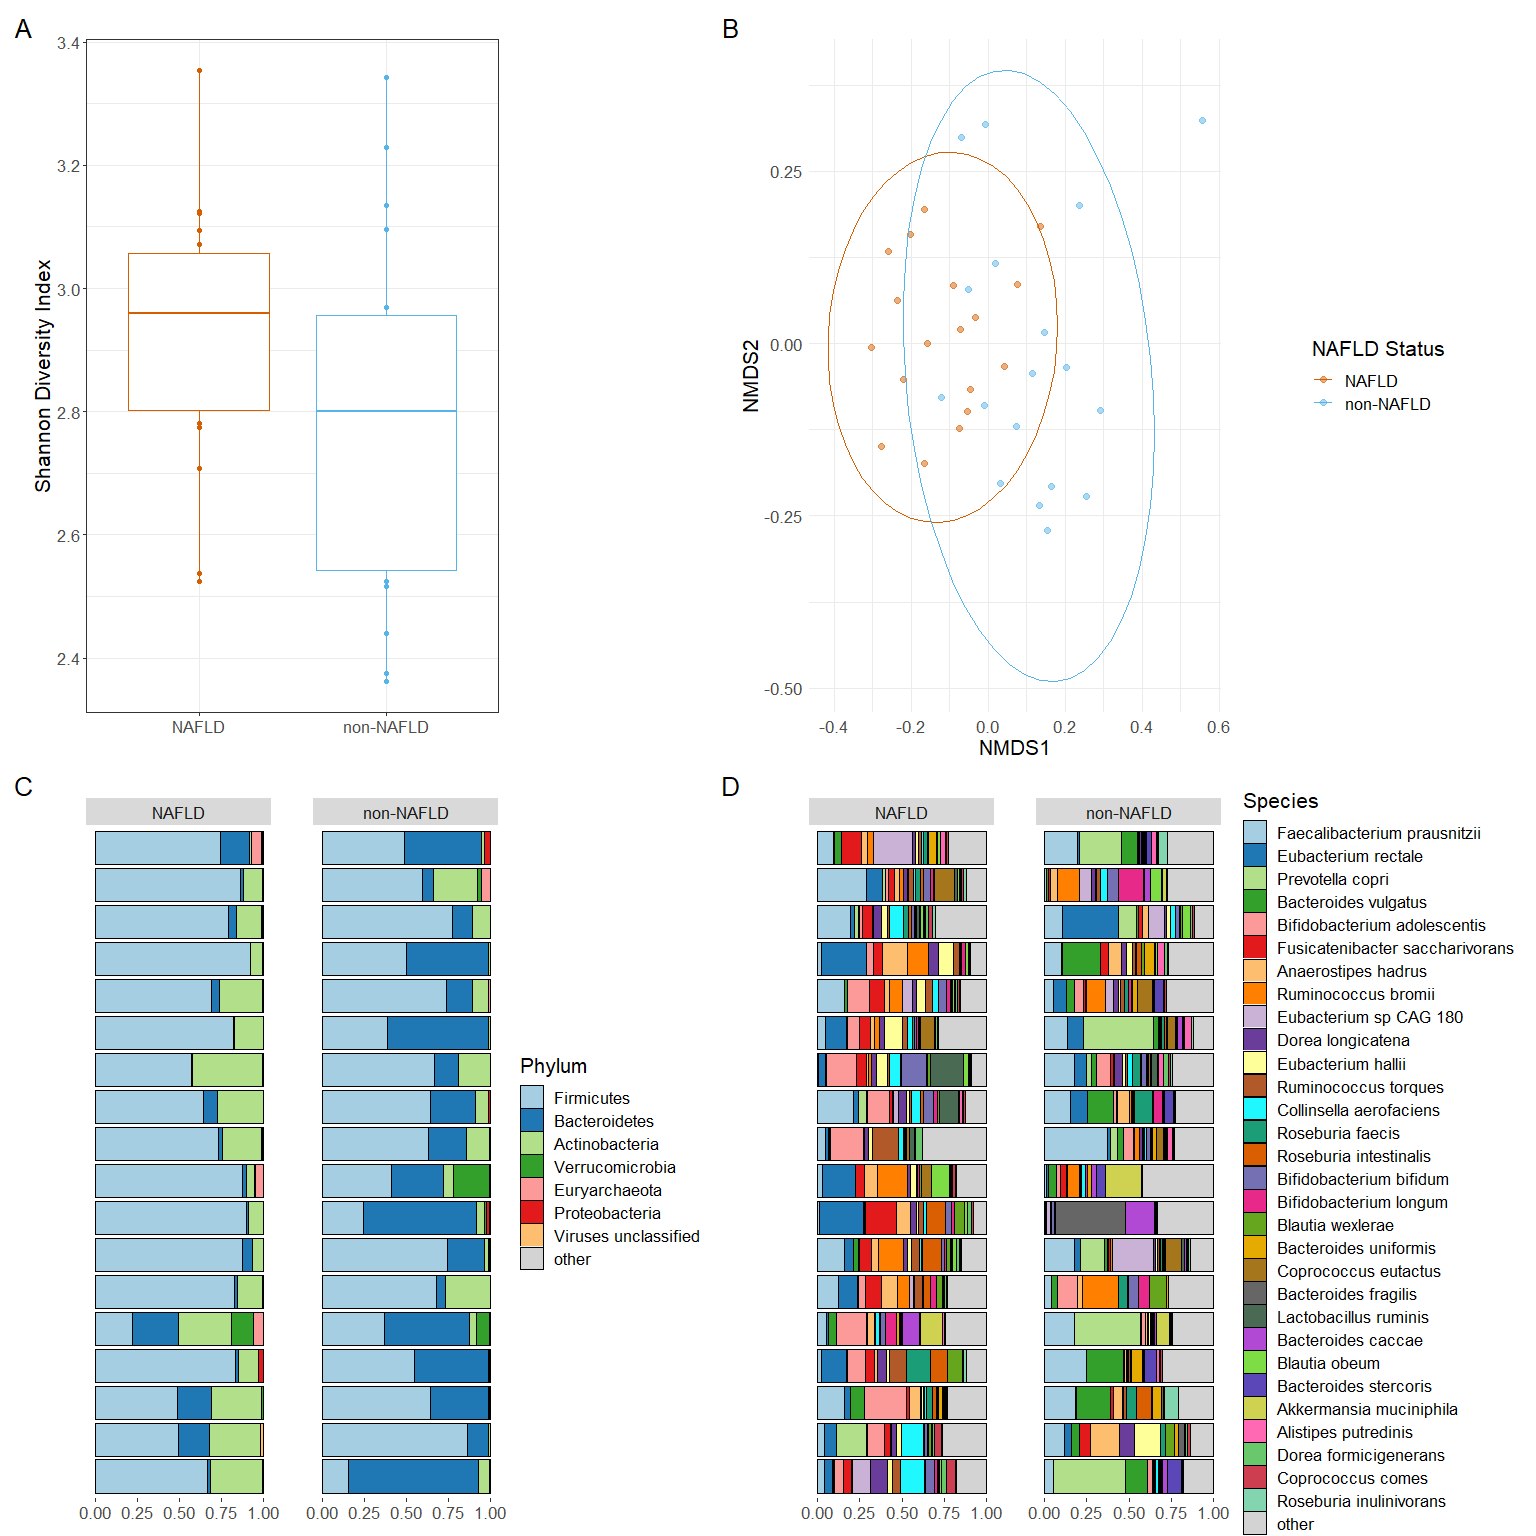 A
3.4
3.2
3.0
2.8
2.6
2.4
Shannon Diversity Index
NAFLD
non-NAFLD
B
0.25
0.00
-0.25
-0.50
NMDS2
-0.4
-0.2
0.0
0.2
0.4
0.6
NMDS1
NAFLD Status
NAFLD
non-NAFLD
C
NAFLD
non-NAFLD
0.00 0.25 0.50 0.75 1.00
0.00 0.25 0.50 0.75 1.00
Phylum
Firmicutes
Bacteroidetes
Actinobacteria
Verrucomicrobia
Euryarchaeota
Proteobacteria
Viruses unclassified
other
D
NAFLD
non-NAFLD
0.00 0.25 0.50 0.75 1.00
0.00 0.25 0.50 0.75 1.00
Species
Faecalibacterium prausnitzii
Eubacterium rectale
Prevotella copri
Bacteroides vulgatus
Bifidobacterium adolescentis
Fusicatenibacter saccharivorans
Anaerostipes hadrus
Ruminococcus bromii
Eubacterium sp CAG 180
Dorea longicatena
Eubacterium hallii
Ruminococcus torques
Collinsella aerofaciens
Roseburia faecis
Roseburia intestinalis
Bifidobacterium bifidum
Bifidobacterium longum
Blautia wexlerae
Bacteroides uniformis
Coprococcus eutactus
Bacteroides fragilis
Lactobacillus ruminis
Bacteroides caccae
Blautia obeum
Bacteroides stercoris
Akkermansia muciniphila
Alistipes putredinis
Dorea formicigenerans
Coprococcus comes
Roseburia inulinivorans
other